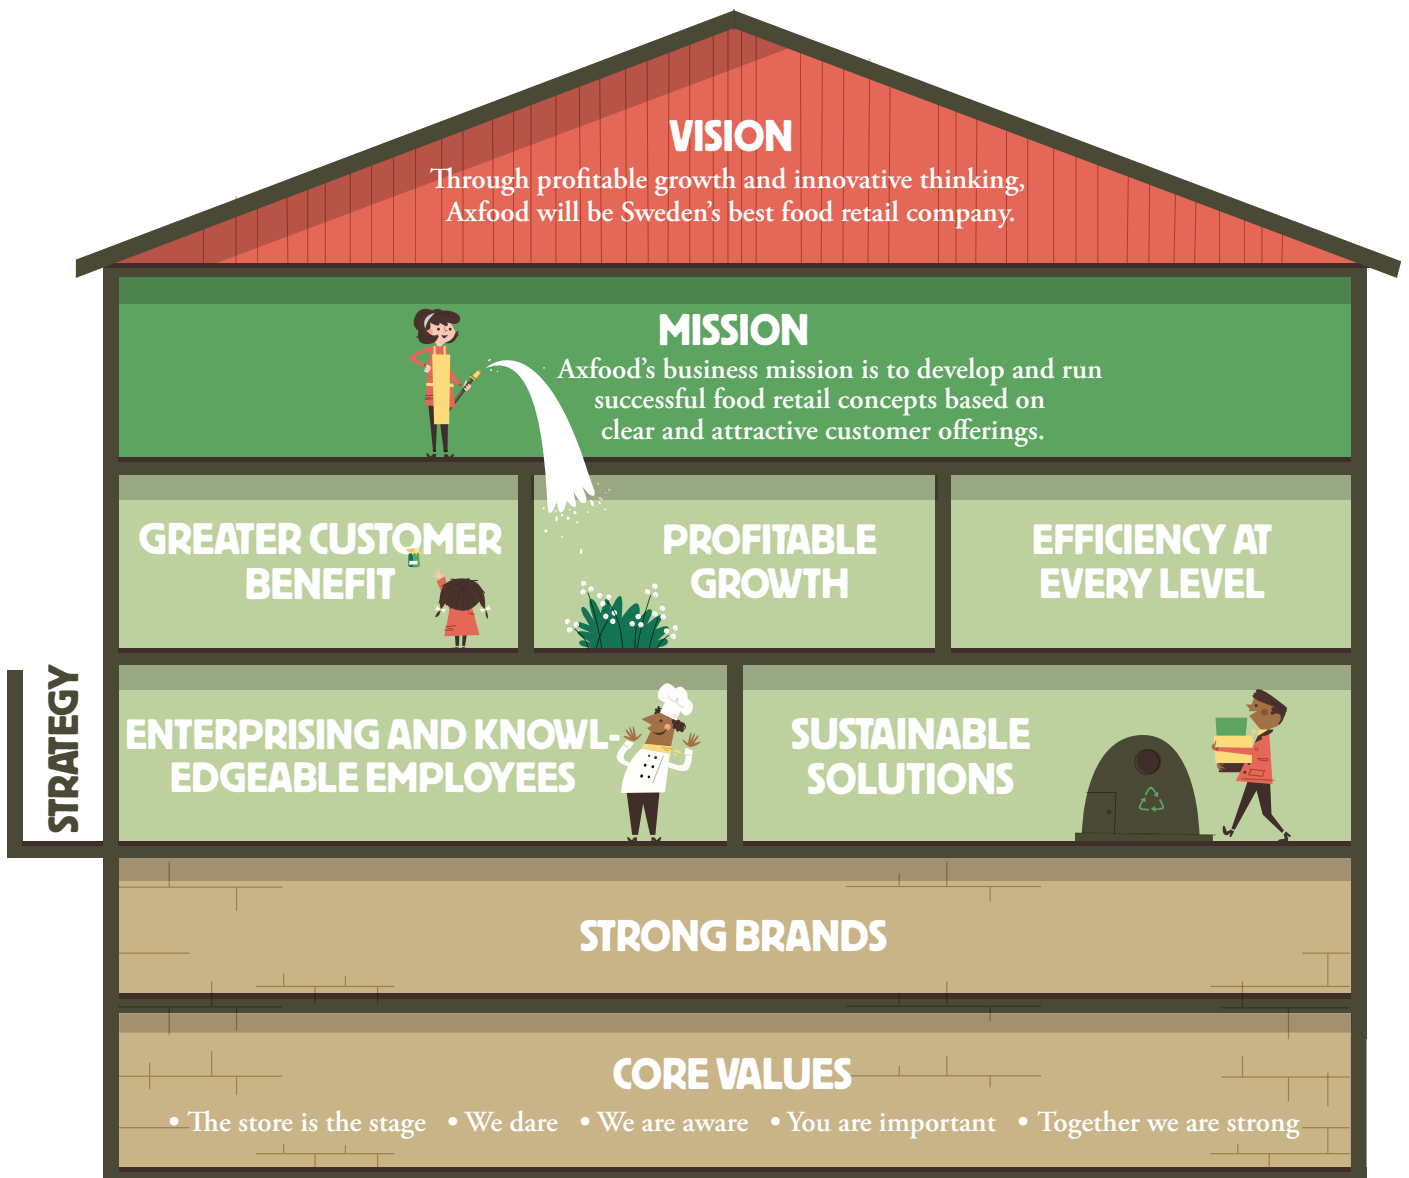 VISION
Through profitable growth and innovative thinking,
Axfood will be Sweden's best food retail company.
MISSION
Axfood's business mission is to develop and run
successful food retail concepts based on
clear and attractive customer offerings.
GREATER CUSTOMER
BENEFIT
PROFITABLE
GROWTH
EFFICIENCY AT
EVERY LEVEL
STRATEGY
ENTERPRISING AND KNOWL-
EDGEABLE EMPLOYEES
SUSTAINABLE
SOLUTIONS
STRONG BRANDS
CORE VALUES
• The store is the stage • We dare • We are aware • You are important • Together we are strong